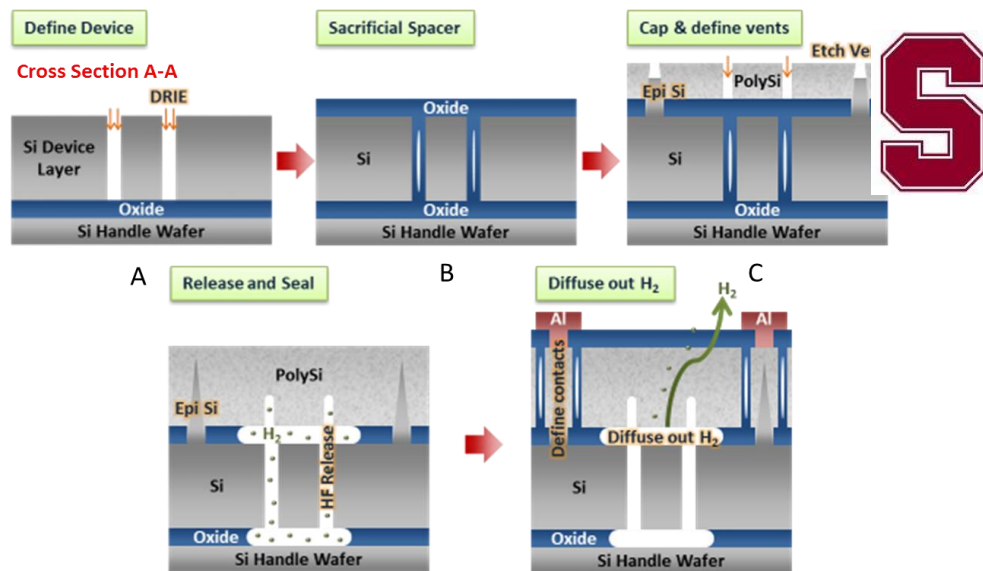 Define Device
Sacrificial Spacer
Cap & define vents
Cross Section A-A
DRIE
Si Device
Layer
Oxide
Si Handle Wafer
Oxide
Si
Oxide
Si Handle Wafer
Etch Ve
PolySi
Epi Si
Si
Oxide
Si Handle Wafer
S
A
B
C
Release and Seal
Diffuse out H₂
PolySi
Epi Si
H₂
HF Release
Si
Oxide
Si Handle Wafer
H₂
Al
Al
Define contacts
Diffuse out H₂
Si
Oxide
Si Handle Wafer